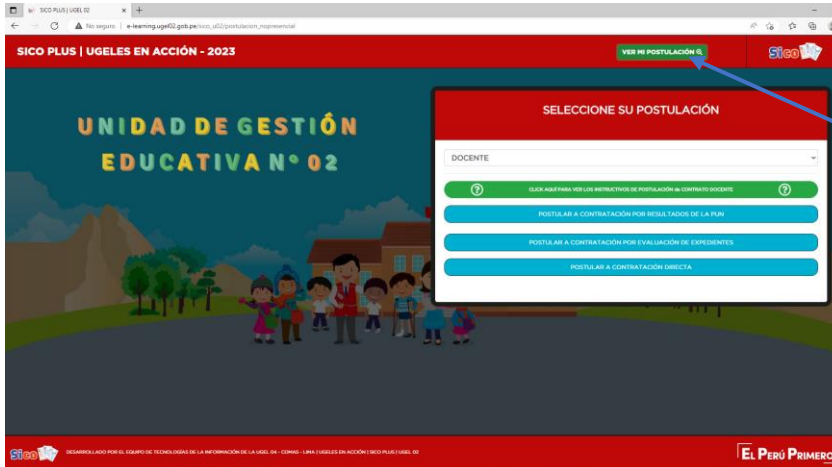 SICO PLUS | UGEL 02
No seguro | e-learning.ugel02.gob.pe/sico_u02/postulacion_nopresencial
SICO PLUS | UGELES EN ACCIÓN - 2023
VER MI POSTULACIÓN
Sico
UNIDAD DE GESTIÓN
EDUCATIVA N° 02
SELECCIONE SU POSTULACIÓN
DOCENTE
CLICK AQUÍ PARA VER LOS INSTRUCTIVOS DE POSTULACIÓN de CONTRATO DOCENTE
POSTULAR A CONTRATACIÓN POR RESULTADOS DE LA PUN
POSTULAR A CONTRATACIÓN POR EVALUACIÓN DE EXPEDIENTES
POSTULAR A CONTRATACIÓN DIRECTA
Sico
DESARROLLADO POR EL EQUIPO DE TECNOLOGÍAS DE LA INFORMACIÓN DE LA UGEL 04 - COMAS - LIMA | UGELES EN ACCIÓN | SICO PLUS | UGEL 02
EL PERÚ PRIMERO